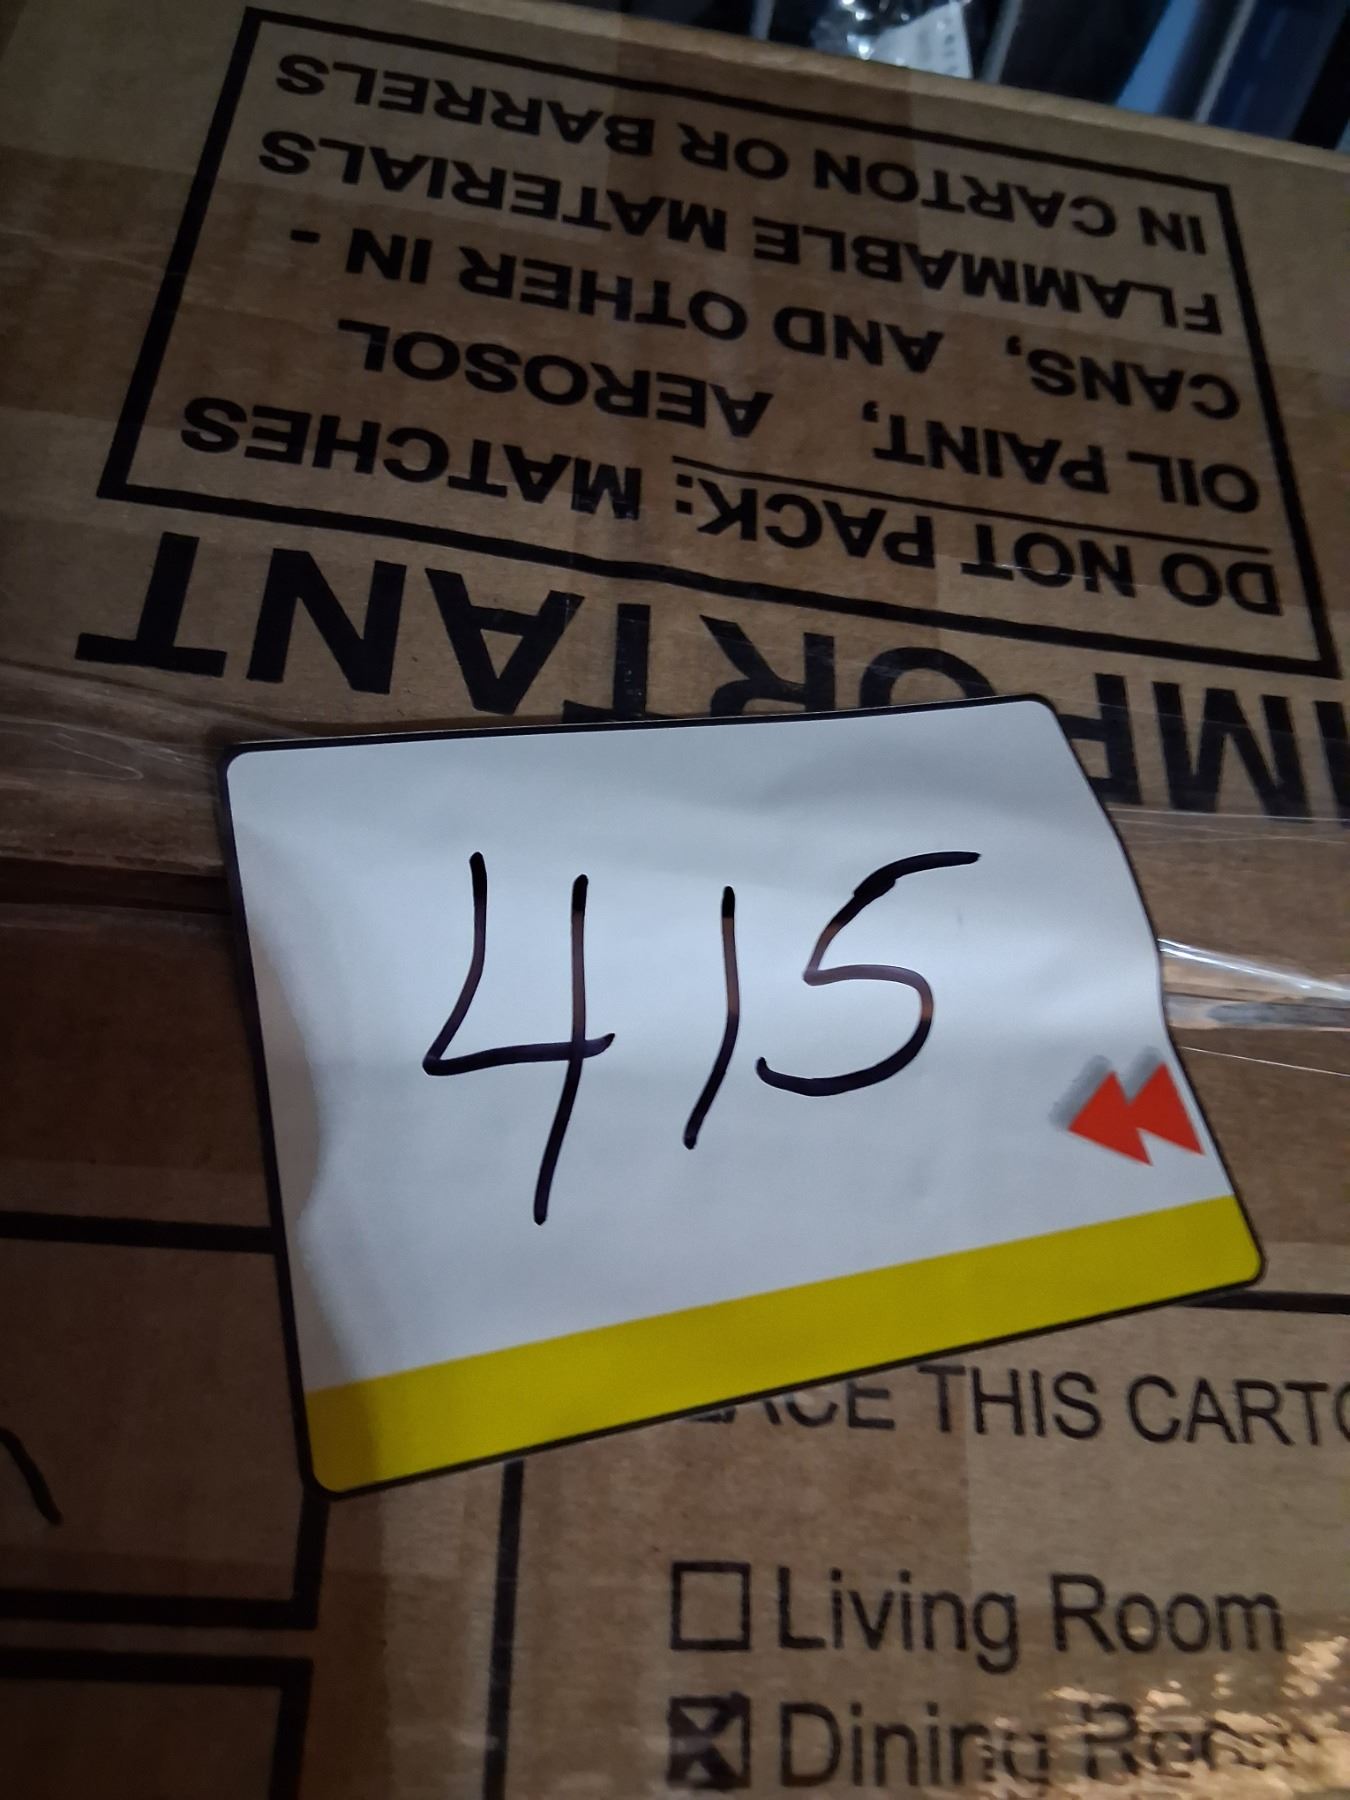 IMPORTANT
DO NOT PACK: MATCHES
OIL PAINT, AEROSOL
CANS, AND OTHER IN -
FLAMMABLE MATERIALS
IN CARTON OR BARRELS
415
THIS
Living Room
Dining Room